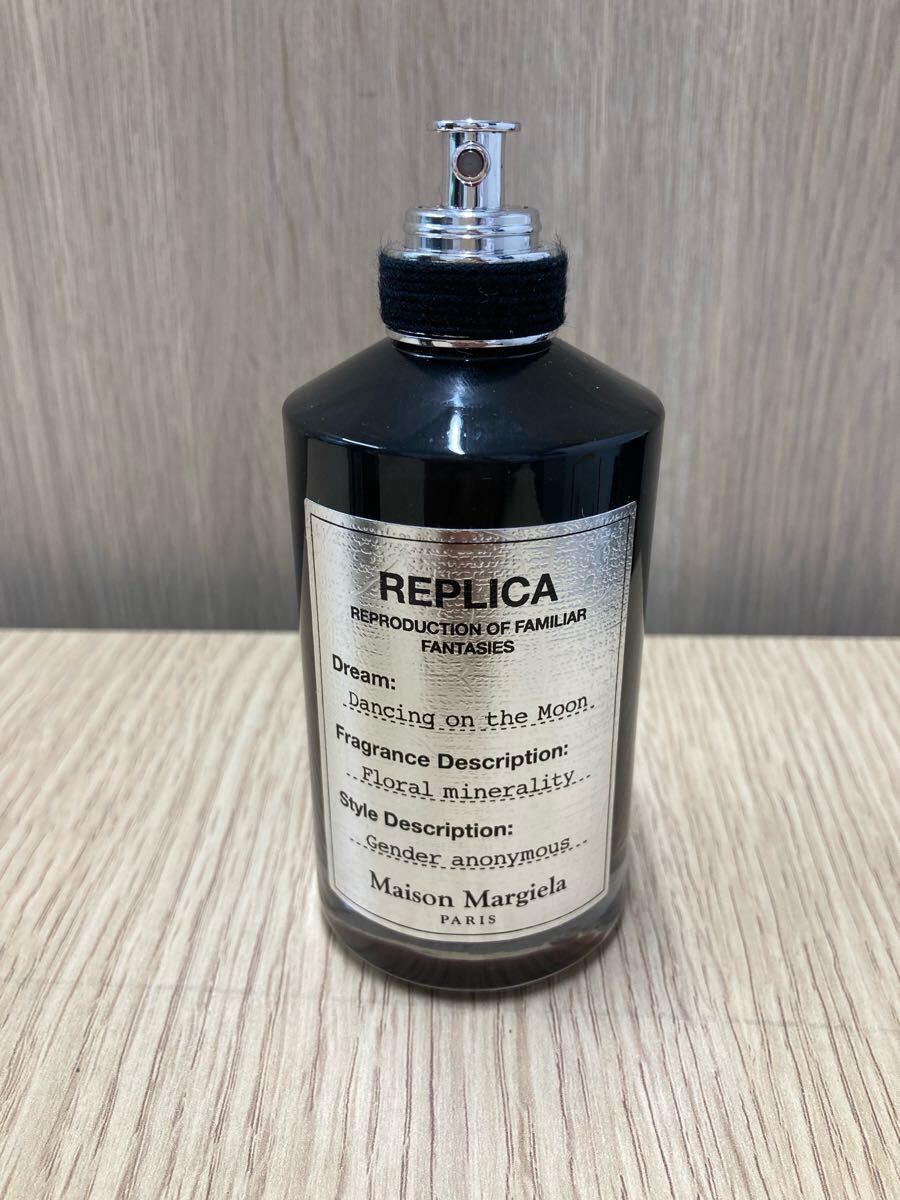 REPLICA
REPRODUCTION OF FAMILIAR
FANTASIES
Dream:
Dancing on the Moon
Fragrance Description:
Floral minerality
Style Description:
Gender anonymous
Maison Margiela
PARIS